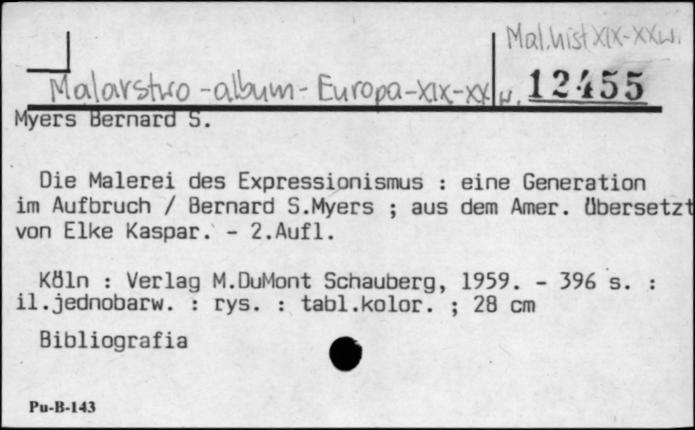 Mal.hist XIX-XXw.
Malarstwo - album - Europa - XIX - XX w. 12455
Myers Bernard S.
Die Malerei des Expressionismus : eine Generation
im Aufbruch / Bernard S.Myers ; aus dem Amer. übersetzt
von Elke Kaspar. - 2.Aufl.
Köln : Verlag M.DuMont Schauberg, 1959. - 396 s. :
il.jednobarw. : rys. : tabl.kolor. ; 28 cm
Bibliografia
Pu-B-143